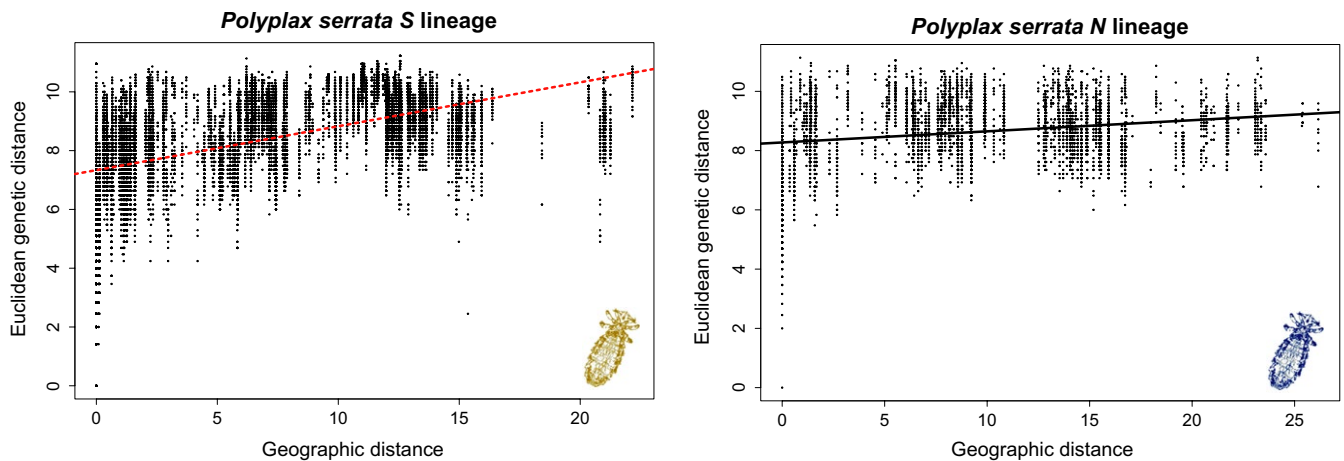 Polyplax serrata S lineage
Euclidean genetic distance
10
8
6
4
2
0
0 5 10 15 20
Geographic distance
Polyplax serrata N lineage
Euclidean genetic distance
10
8
6
4
2
0
0 5 10 15 20 25
Geographic distance